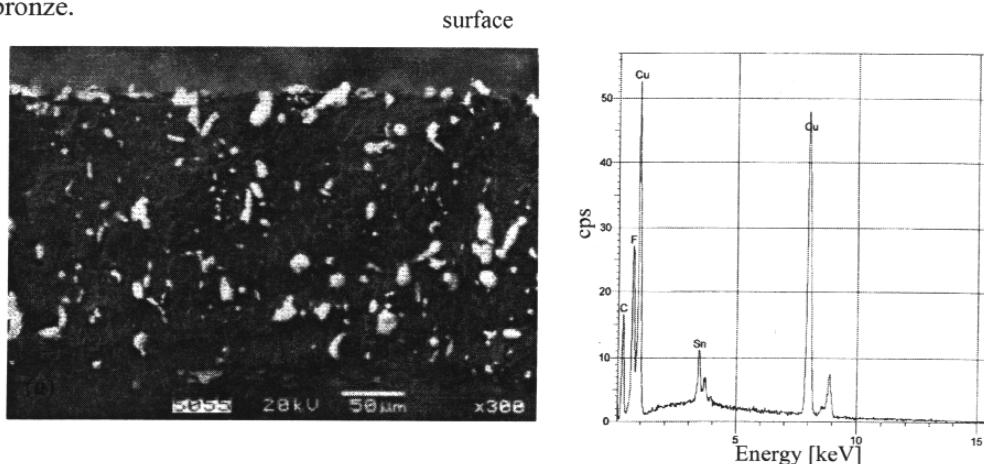 bronze.
surface
(a)
5055 20kV 50μm x300
Cu
50
Cu
40
30
cps
F
20
C
Sn
10
0
5
10
15
Energy [keV]